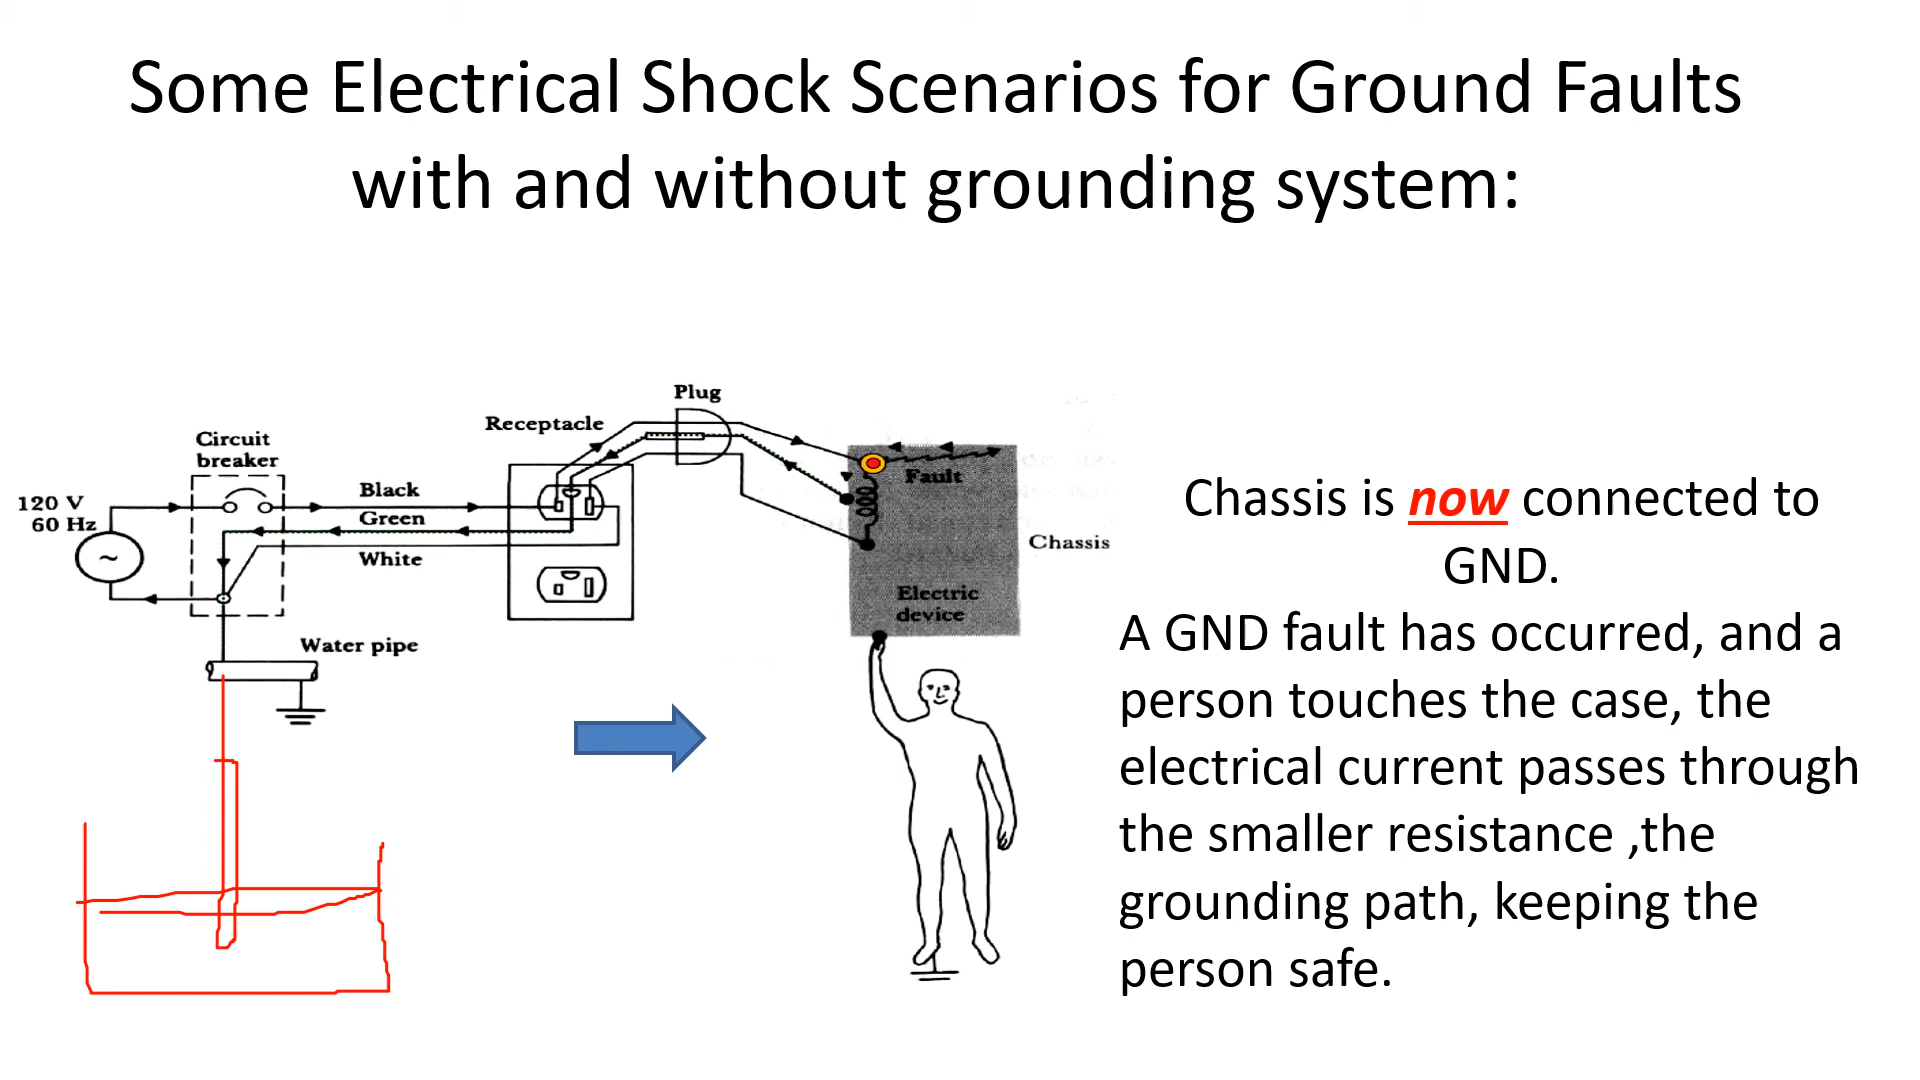 Some Electrical Shock Scenarios for Ground Faults
with and without grounding system:
Plug
Receptacle
Circuit
breaker
120 V
60 Hz
~
Black
Green
White
Water pipe
Fault
Chassis
Electric
device
Chassis is now connected to
GND.
A GND fault has occurred, and a
person touches the case, the
electrical current passes through
the smaller resistance ,the
grounding path, keeping the
person safe.